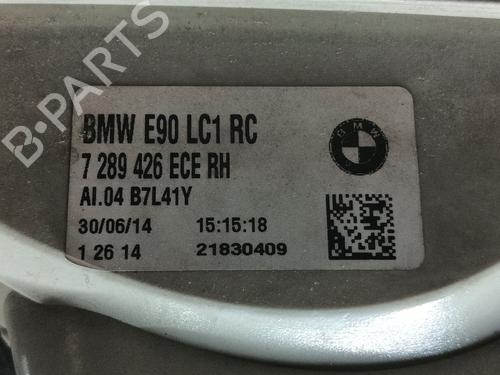 BMW E90 LC1 RC
7 289 426 ECE RH
AI.04 B7L41Y
30/06/14 15:15:18
1 26 14 21830409
BMW
B-PARTS